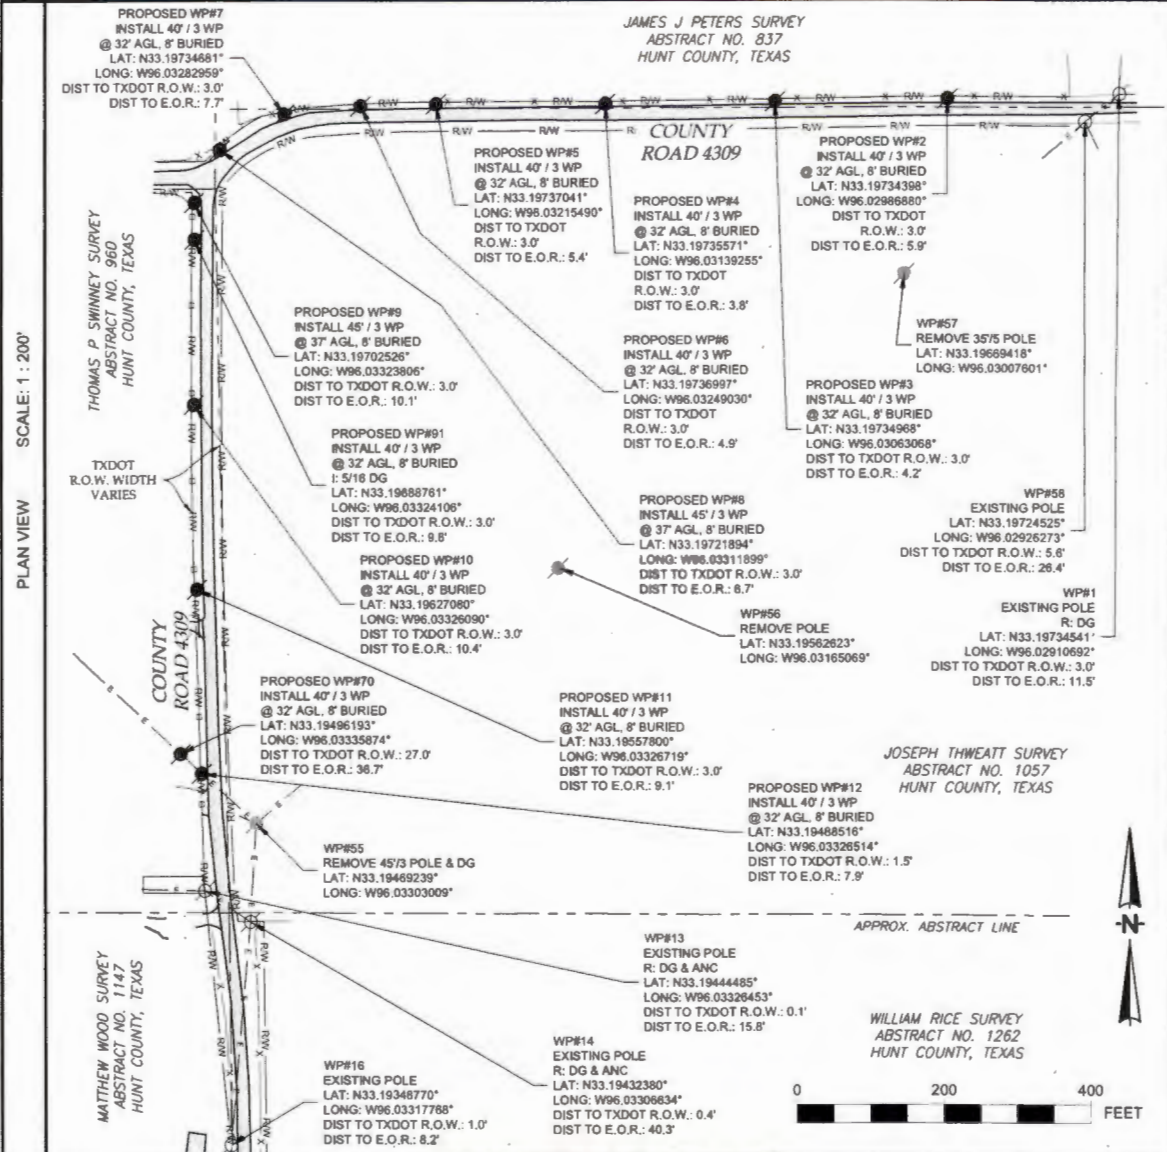 PROPOSED WP#7
INSTALL 40' / 3 WP
@ 32' AGL, 8' BURIED
LAT: N33.19734681°
LONG: W96.03282959°
DIST TO TXDOT R.O.W.: 3.0'
DIST TO E.O.R.: 7.7'
JAMES J PETERS SURVEY
ABSTRACT NO. 837
HUNT COUNTY, TEXAS
COUNTY
ROAD 4309
PROPOSED WP#5
INSTALL 40' / 3 WP
@ 32' AGL, 8' BURIED
LAT: N33.19737041°
LONG: W96.03215490°
DIST TO TXDOT
R.O.W.: 3.0'
DIST TO E.O.R.: 5.4'
PROPOSED WP#4
INSTALL 40' / 3 WP
@ 32' AGL, 8' BURIED
LAT: N33.19735571°
LONG: W96.03139255°
DIST TO TXDOT
R.O.W.: 3.0'
DIST TO E.O.R.: 3.8'
PROPOSED WP#2
INSTALL 40' / 3 WP
@ 32' AGL, 8' BURIED
LAT: N33.19734398°
LONG: W96.02986880°
DIST TO TXDOT
R.O.W.: 3.0'
DIST TO E.O.R.: 5.9'
THOMAS P SWINNEY SURVEY
ABSTRACT NO. 960
HUNT COUNTY, TEXAS
PROPOSED WP#9
INSTALL 45' / 3 WP
@ 37' AGL, 8' BURIED
LAT: N33.19702526°
LONG: W96.03323806°
DIST TO TXDOT R.O.W.: 3.0'
DIST TO E.O.R.: 10.1'
PROPOSED WP#6
INSTALL 40' / 3 WP
@ 32' AGL, 8' BURIED
LAT: N33.19736997°
LONG: W96.03249030°
DIST TO TXDOT
R.O.W.: 3.0'
DIST TO E.O.R.: 4.9'
WP#57
REMOVE 35'/5 POLE
LAT: N33.19669418°
LONG: W96.03007601°
PROPOSED WP#3
INSTALL 40' / 3 WP
@ 32' AGL, 8' BURIED
LAT: N33.19734968°
LONG: W96.03063068°
DIST TO TXDOT R.O.W.: 3.0'
DIST TO E.O.R.: 4.2'
PLAN VIEW SCALE: 1 : 200'
TXDOT
R.O.W. WIDTH
VARIES
PROPOSED WP#91
INSTALL 40' / 3 WP
@ 32' AGL, 8' BURIED
I: 5/16 DG
LAT: N33.19688761°
LONG: W96.03324106°
DIST TO TXDOT R.O.W.: 3.0'
DIST TO E.O.R.: 9.8'
PROPOSED WP#8
INSTALL 45' / 3 WP
@ 37' AGL, 8' BURIED
LAT: N33.19721894°
LONG: W96.03311899°
DIST TO TXDOT R.O.W.: 3.0'
DIST TO E.O.R.: 6.7'
WP#58
EXISTING POLE
LAT: N33.19724525°
LONG: W96.02926273°
DIST TO TXDOT R.O.W.: 5.6'
DIST TO E.O.R.: 26.4'
PROPOSED WP#10
INSTALL 40' / 3 WP
@ 32' AGL, 8' BURIED
LAT: N33.19627080°
LONG: W96.03326090°
DIST TO TXDOT R.O.W.: 3.0'
DIST TO E.O.R.: 10.4'
WP#56
REMOVE POLE
LAT: N33.19562623°
LONG: W96.03165069°
WP#1
EXISTING POLE
R: DG
LAT: N33.19734541°
LONG: W96.02910692°
DIST TO TXDOT R.O.W.: 3.0'
DIST TO E.O.R.: 11.5'
COUNTY
ROAD 4309
PROPOSED WP#70
INSTALL 40' / 3 WP
@ 32' AGL, 8' BURIED
LAT: N33.19496193°
LONG: W96.03335874°
DIST TO TXDOT R.O.W.: 27.0'
DIST TO E.O.R.: 36.7'
PROPOSED WP#11
INSTALL 40' / 3 WP
@ 32' AGL, 8' BURIED
LAT: N33.19557800°
LONG: W96.03326719°
DIST TO TXDOT R.O.W.: 3.0'
DIST TO E.O.R.: 9.1'
JOSEPH THWEATT SURVEY
ABSTRACT NO. 1057
HUNT COUNTY, TEXAS
PROPOSED WP#12
INSTALL 40' / 3 WP
@ 32' AGL, 8' BURIED
LAT: N33.19488516°
LONG: W96.03326514°
DIST TO TXDOT R.O.W.: 1.5'
DIST TO E.O.R.: 7.9'
WP#55
REMOVE 45'/3 POLE & DG
LAT: N33.19469239°
LONG: W96.03303009°
N
APPROX. ABSTRACT LINE
WP#13
EXISTING POLE
R: DG & ANC
LAT: N33.19444485°
LONG: W96.03326453°
DIST TO TXDOT R.O.W.: 0.1'
DIST TO E.O.R.: 15.8'
MATTHEW WOOD SURVEY
ABSTRACT NO. 1147
HUNT COUNTY, TEXAS
WILLIAM RICE SURVEY
ABSTRACT NO. 1262
HUNT COUNTY, TEXAS
WP#14
EXISTING POLE
R: DG & ANC
LAT: N33.19432380°
LONG: W96.03306834°
DIST TO TXDOT R.O.W.: 0.4'
DIST TO E.O.R.: 40.3'
WP#16
EXISTING POLE
LAT: N33.19348770°
LONG: W96.03317768°
DIST TO TXDOT R.O.W.: 1.0'
DIST TO E.O.R.: 8.2'
0 200 400
FEET